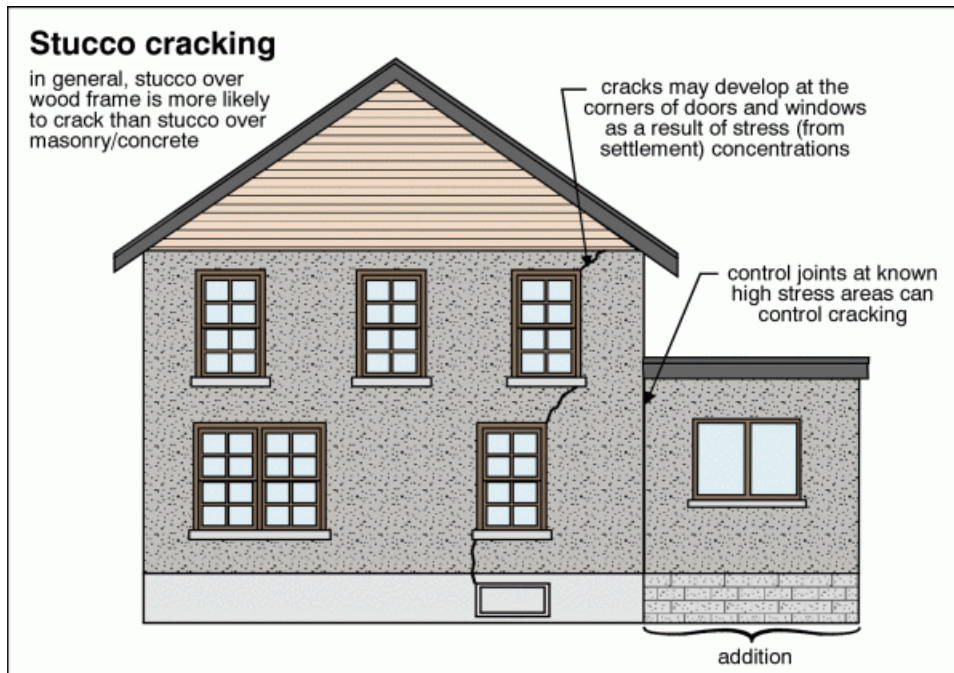 Stucco cracking
in general, stucco over
wood frame is more likely
to crack than stucco over
masonry/concrete
cracks may develop at the
corners of doors and windows
as a result of stress (from
settlement) concentrations
control joints at known
high stress areas can
control cracking
addition